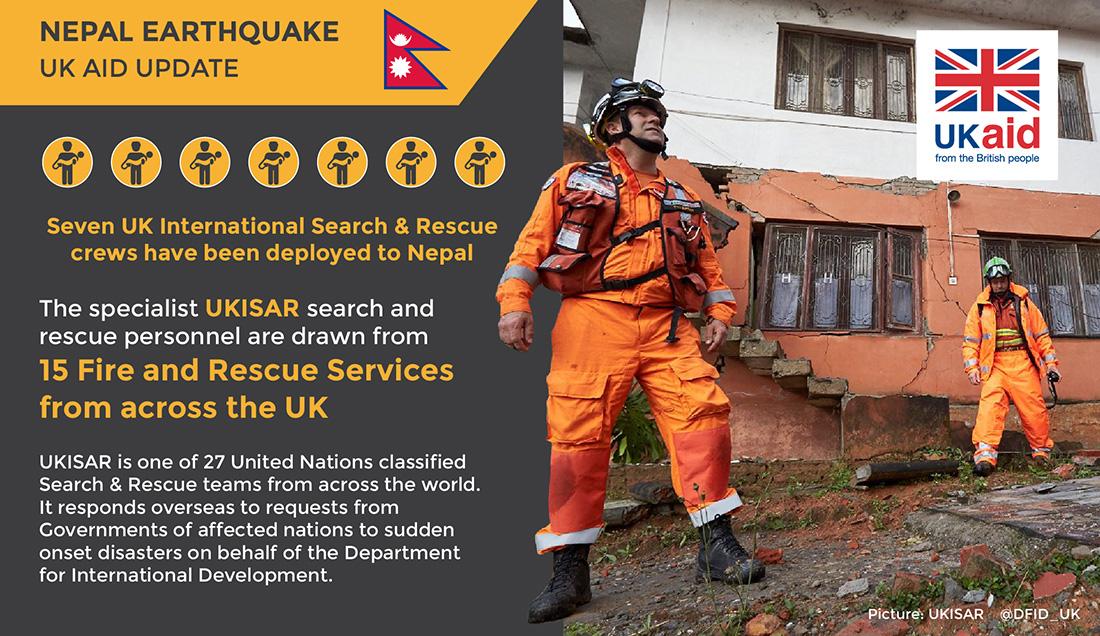 NEPAL EARTHQUAKE
UK AID UPDATE
Seven UK International Search & Rescue
crews have been deployed to Nepal
The specialist UKISAR search and
rescue personnel are drawn from
15 Fire and Rescue Services
from across the UK
UKISAR is one of 27 United Nations classified
Search & Rescue teams from across the world.
It responds overseas to requests from
Governments of affected nations to sudden
onset disasters on behalf of the Department
for International Development.
UKaid
from the British people
Picture: UKISAR @DFID_UK